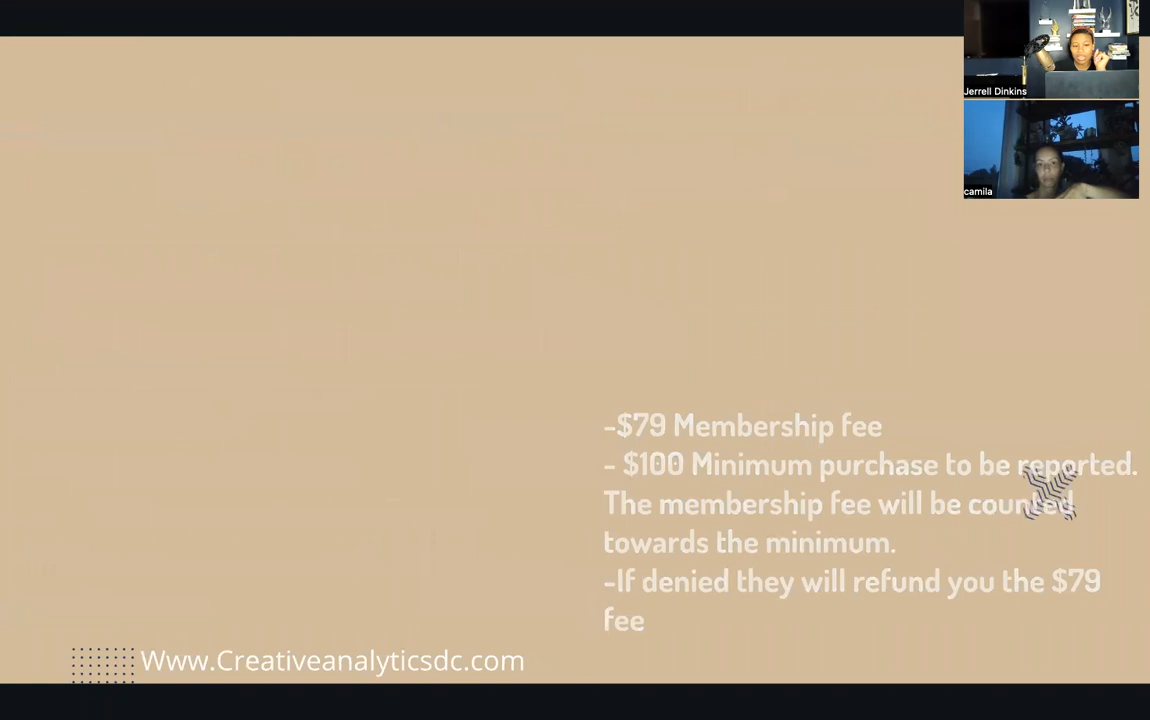 Jerrell Dinkins
camila
-$79 Membership fee
- $100 Minimum purchase to be reported.
The membership fee will be counted
towards the minimum.
-If denied they will refund you the $79
fee
Www.Creativeanalyticsdc.com